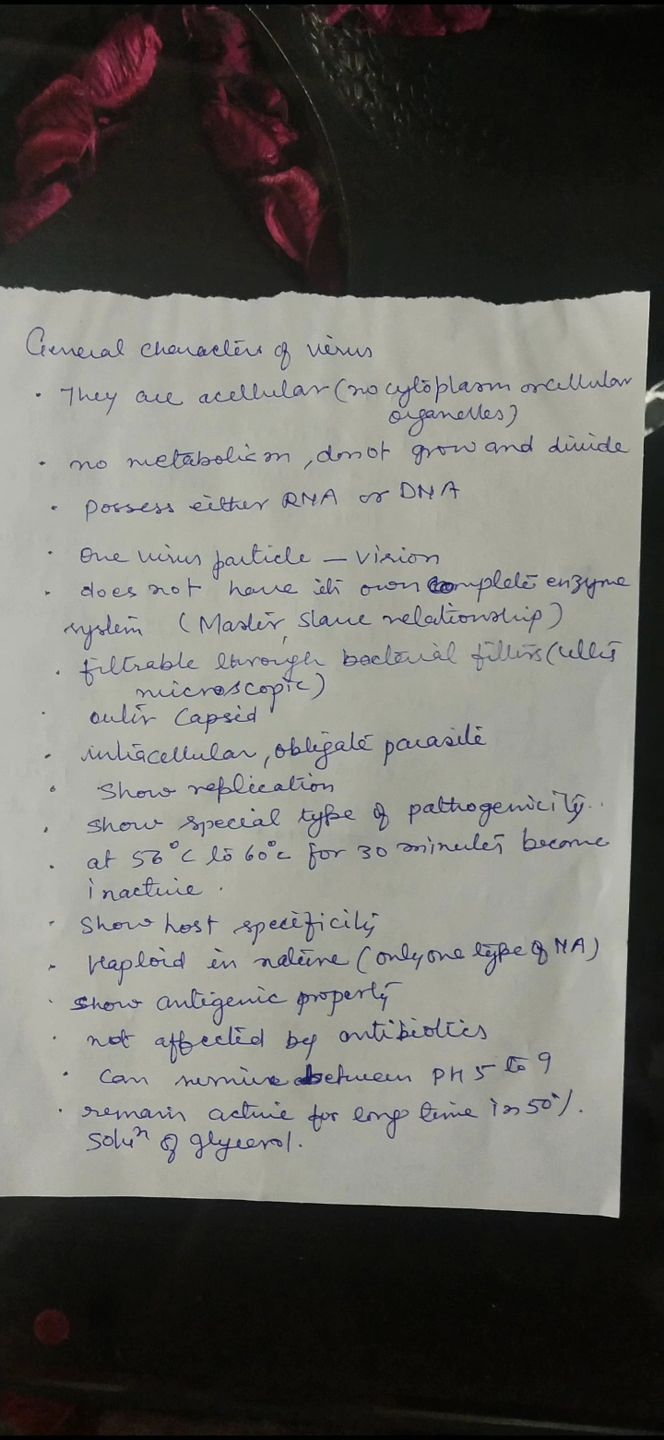 General characters of virus
• They are acellular (no cytoplasm or cellular
organelles)
• no metabolism, donot grow and divide
• Possess either RNA or DNA
• One virus particle – Virion
• does not have its own complete enzyme
system (Master, slave relationship)
• filtrable through bacterial filters (ultra
microscopic)
• outer Capsid
• intracellular, obligate parasite
• Show replication
• Show special type of pathogenicity..
• at 56°C to 60°C for 30 minutes become
inactive.
• Show host specificity
• Haploid in nature (only one type of NA)
• Show antigenic property
• not affected by antibiotics
• Can survive between PH 5 to 9
• remain active for long time in 50%.
Soluⁿ of glycerol.